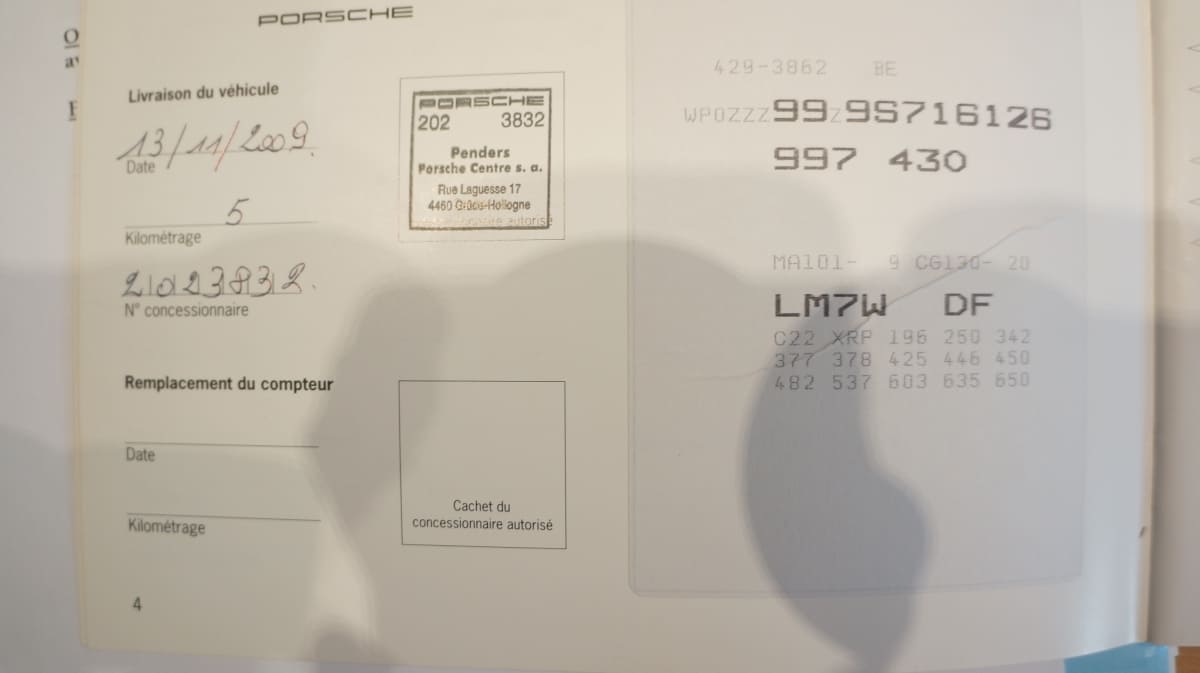 PORSCHE
Livraison du véhicule
13/11/2009.
Date
5
Kilométrage
2023832.
N° concessionnaire
PORSCHE
202 3832
Penders
Porsche Centre s. a.
Rue Laguesse 17
4460 Grâce-Hollogne
concessionnaire autorisé
Remplacement du compteur
Date
Kilométrage
Cachet du
concessionnaire autorisé
4
429-3862 BE
WP0ZZZ99Z9S716126
997 430
MA101- 9 CG130- 20
LM7W DF
C22 XRP 196 250 342
377 378 425 446 450
482 537 603 635 650